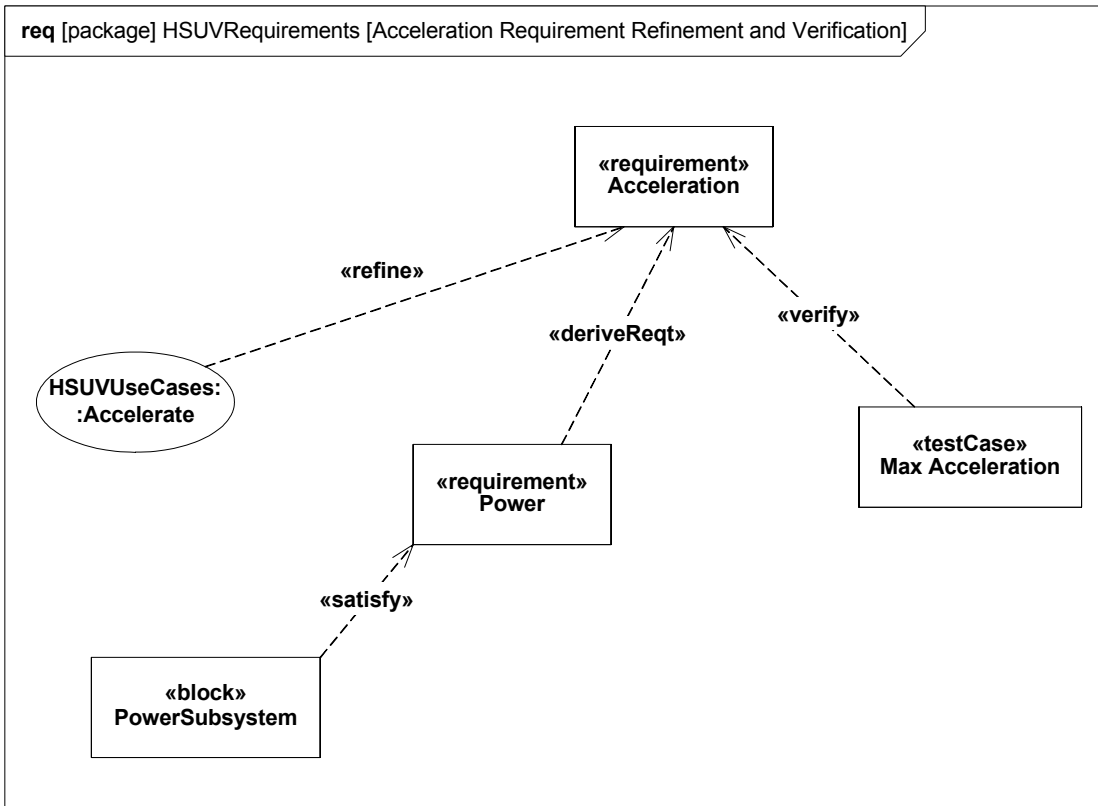 req [package] HSUVRequirements [Acceleration Requirement Refinement and Verification]
«requirement»
Acceleration
«refine»
«deriveReqt»
«verify»
HSUVUseCases:
:Accelerate
«requirement»
Power
«testCase»
Max Acceleration
«satisfy»
«block»
PowerSubsystem